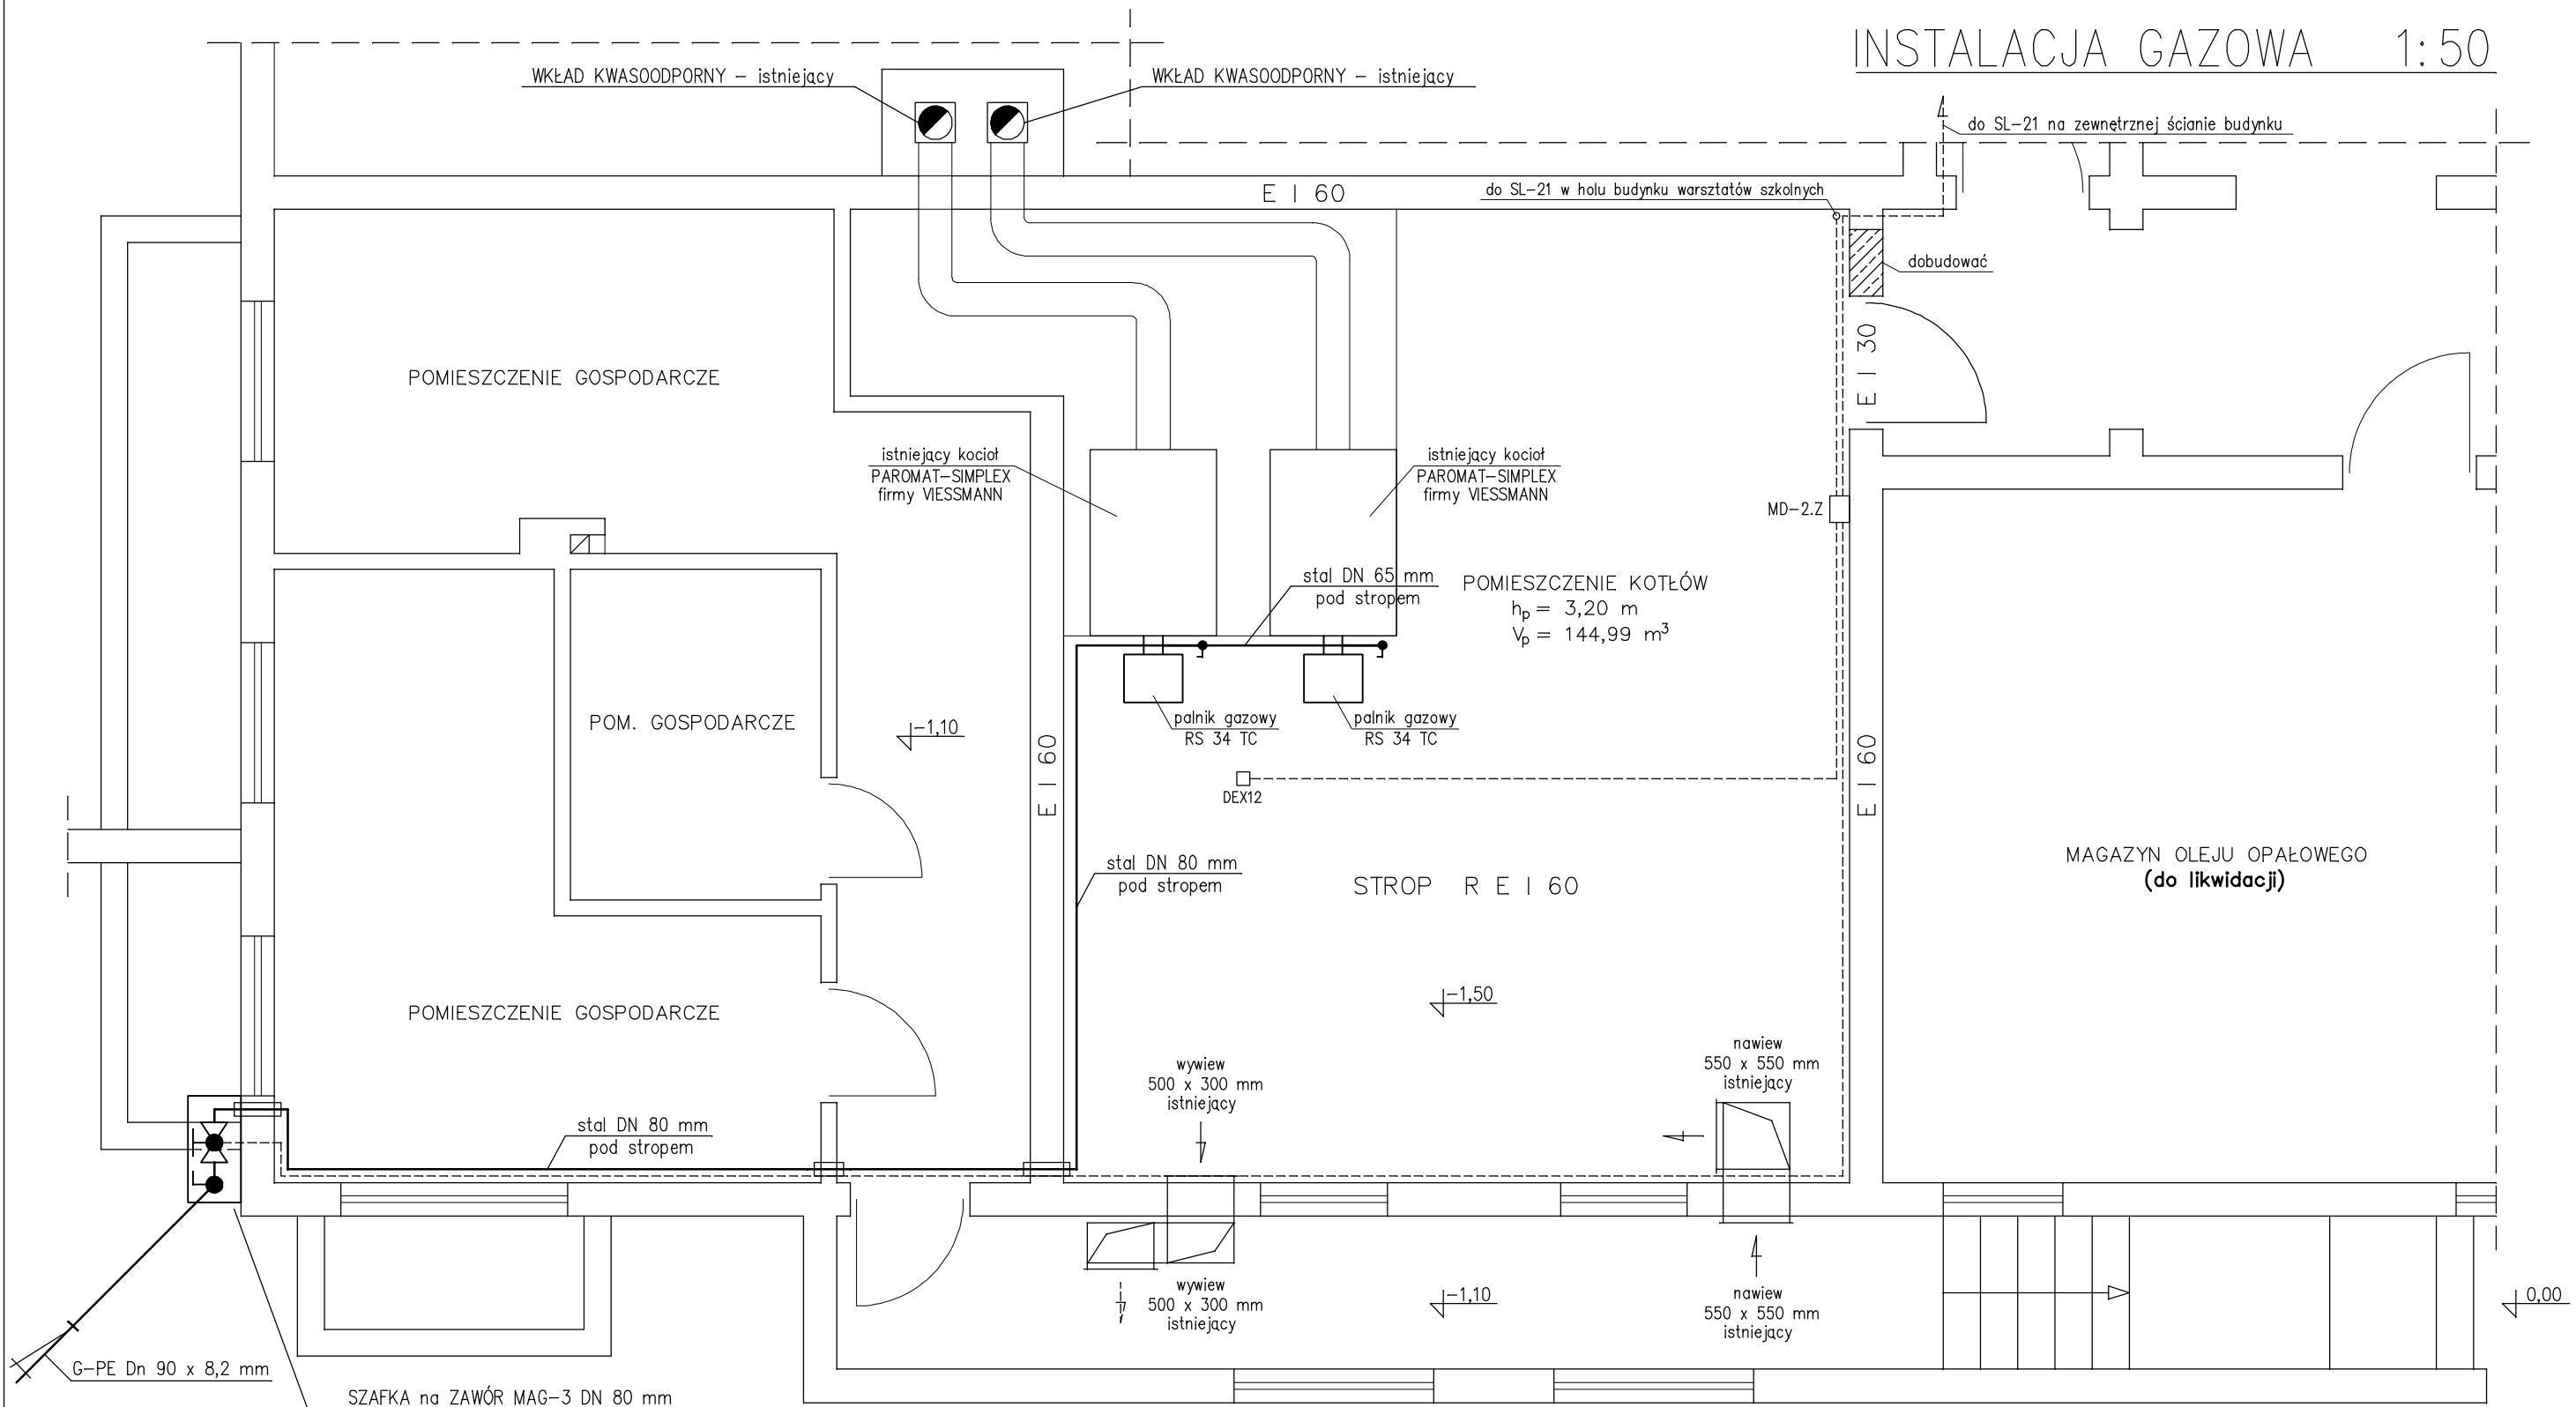 INSTALACJA GAZOWA 1:50
WKŁAD KWASOODPORNY – istniejący
WKŁAD KWASOODPORNY – istniejący
do SL-21 na zewnętrznej ścianie budynku
E I 60
do SL-21 w holu budynku warsztatów szkolnych
dobudować
E I 30
POMIESZCZENIE GOSPODARCZE
istniejący kocioł
PAROMAT-SIMPLEX
firmy VIESSMANN
istniejący kocioł
PAROMAT-SIMPLEX
firmy VIESSMANN
MD-2.Z
stal DN 65 mm
pod stropem
POMIESZCZENIE KOTŁÓW
hp = 3,20 m
Vp = 144,99 m³
POM. GOSPODARCZE
-1,10
E I 60
palnik gazowy
RS 34 TC
palnik gazowy
RS 34 TC
DEX12
E I 60
stal DN 80 mm
pod stropem
STROP R E I 60
MAGAZYN OLEJU OPAŁOWEGO
(do likwidacji)
-1,50
POMIESZCZENIE GOSPODARCZE
wywiew
500 x 300 mm
istniejący
nawiew
550 x 550 mm
istniejący
stal DN 80 mm
pod stropem
wywiew
500 x 300 mm
istniejący
-1,10
nawiew
550 x 550 mm
istniejący
0,00
G-PE Dn 90 x 8,2 mm
SZAFKA na ZAWÓR MAG-3 DN 80 mm